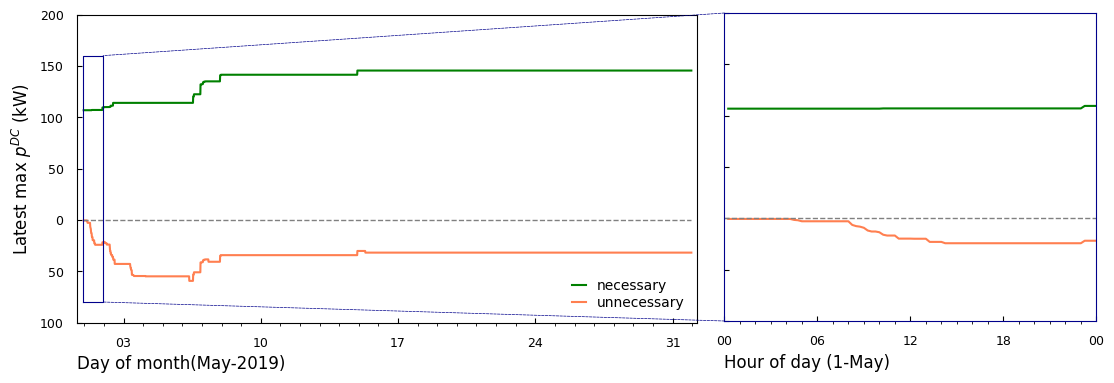 200
150
100
50
0
50
100
Latest max p^DC (kW)
necessary
unnecessary
03 10 17 24 31
Day of month(May-2019)
00 06 12 18 00
Hour of day (1-May)